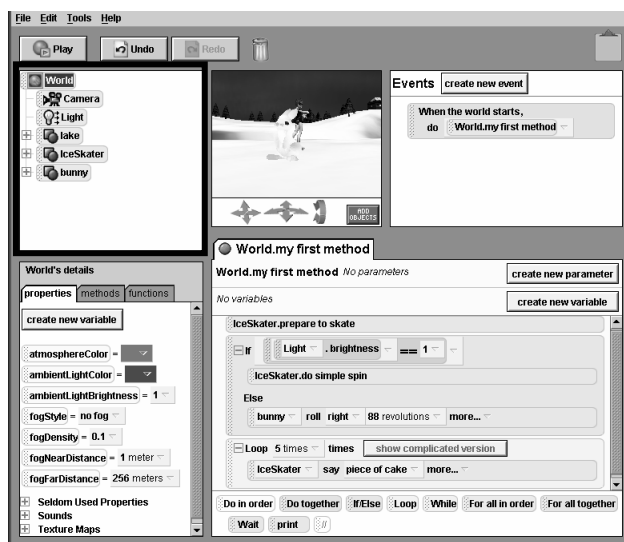 File Edit Tools Help
Play Undo Redo
World
Camera
Light
lake
IceSkater
bunny
ADD
OBJECTS
Events create new event
When the world starts,
do World.my first method
World's details
properties methods functions
create new variable
atmosphereColor =
ambientLightColor =
ambientLightBrightness = 1
fogStyle = no fog
fogDensity = 0.1
fogNearDistance = 1 meter
fogFarDistance = 256 meters
Seldom Used Properties
Sounds
Texture Maps
World.my first method
World.my first method No parameters create new parameter
No variables create new variable
IceSkater.prepare to skate
If Light .brightness == 1
IceSkater.do simple spin
Else
bunny roll right 88 revolutions more...
Loop 5 times times show complicated version
IceSkater say piece of cake more...
Do in order Do together If/Else Loop While For all in order For all together
Wait print //